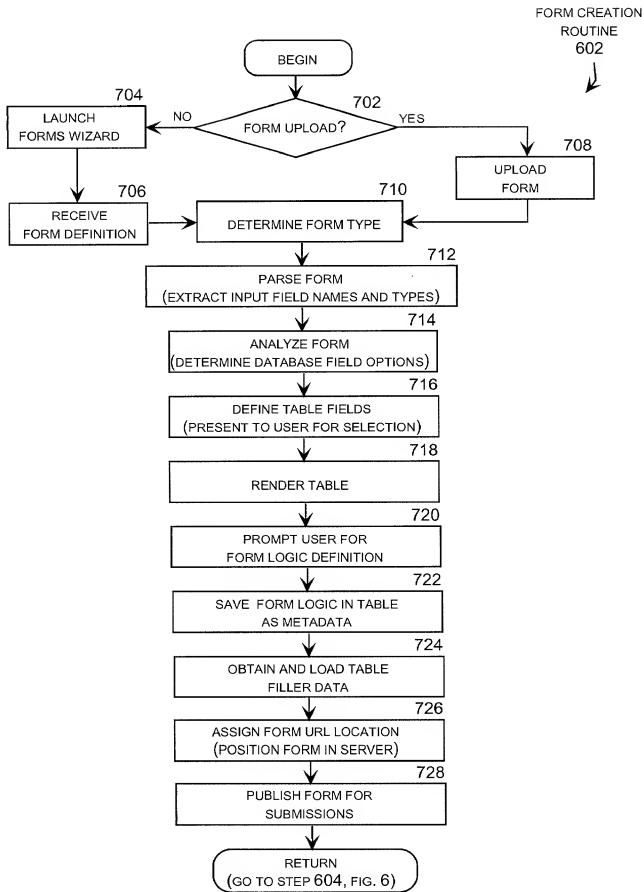 FORM CREATION
ROUTINE
602
BEGIN
704
702
LAUNCH
FORMS WIZARD
NO
FORM UPLOAD?
YES
708
UPLOAD
FORM
706
RECEIVE
FORM DEFINITION
710
DETERMINE FORM TYPE
712
PARSE FORM
(EXTRACT INPUT FIELD NAMES AND TYPES)
714
ANALYZE FORM
(DETERMINE DATABASE FIELD OPTIONS)
716
DEFINE TABLE FIELDS
(PRESENT TO USER FOR SELECTION)
718
RENDER TABLE
720
PROMPT USER FOR
FORM LOGIC DEFINITION
722
SAVE FORM LOGIC IN TABLE
AS METADATA
724
OBTAIN AND LOAD TABLE
FILLER DATA
726
ASSIGN FORM URL LOCATION
(POSITION FORM IN SERVER)
728
PUBLISH FORM FOR
SUBMISSIONS
RETURN
(GO TO STEP 604, FIG. 6)